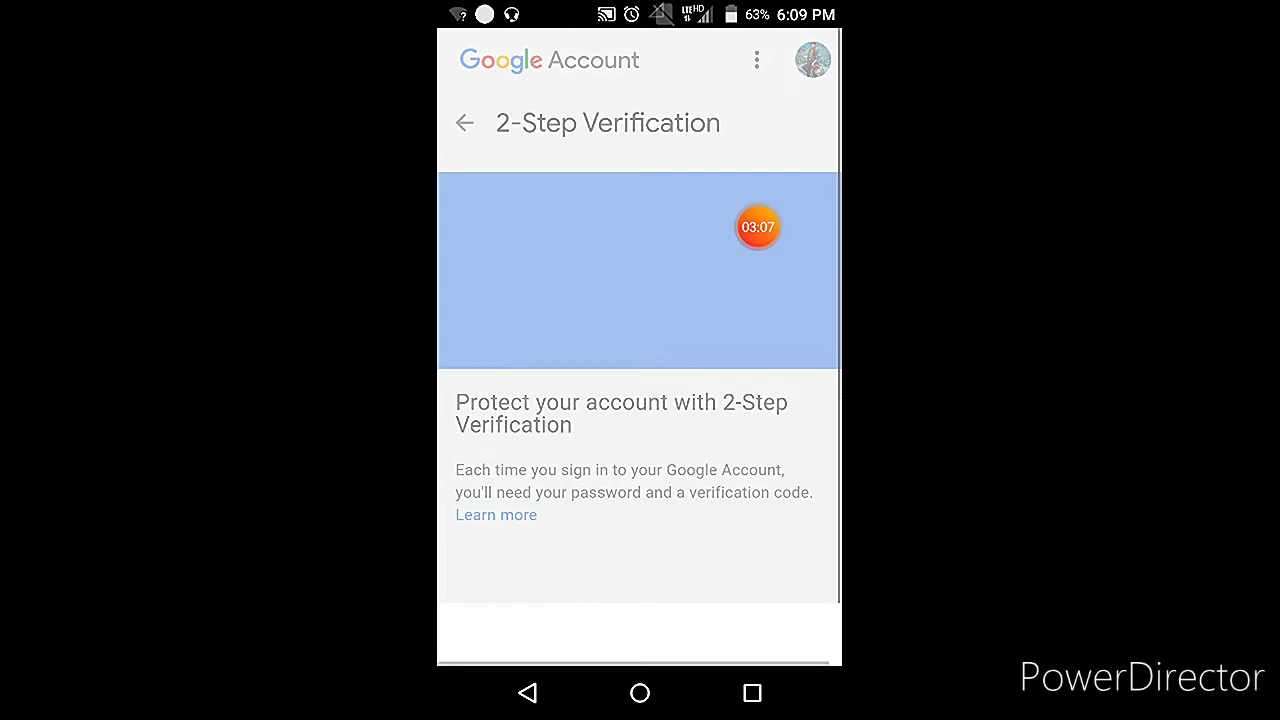 LTE HD 63% 6:09 PM
Google Account
2-Step Verification
03:07
Protect your account with 2-Step
Verification
Each time you sign in to your Google Account,
you'll need your password and a verification code.
Learn more
PowerDirector